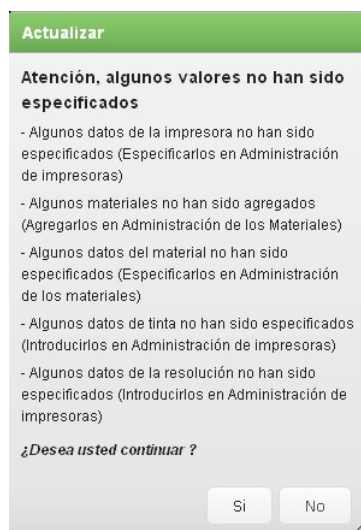 Actualizar
Atención, algunos valores no han sido
especificados
- Algunos datos de la impresora no han sido
especificados (Especificarlos en Administración
de impresoras)
- Algunos materiales no han sido agregados
(Agregarlos en Administración de los Materiales)
- Algunos datos del material no han sido
especificados (Especificarlos en Administración
de los materiales)
- Algunos datos de tinta no han sido especificados
(Introducirlos en Administración de impresoras)
- Algunos datos de la resolución no han sido
especificados (Introducirlos en Administración de
impresoras)
¿Desea usted continuar ?
Si No